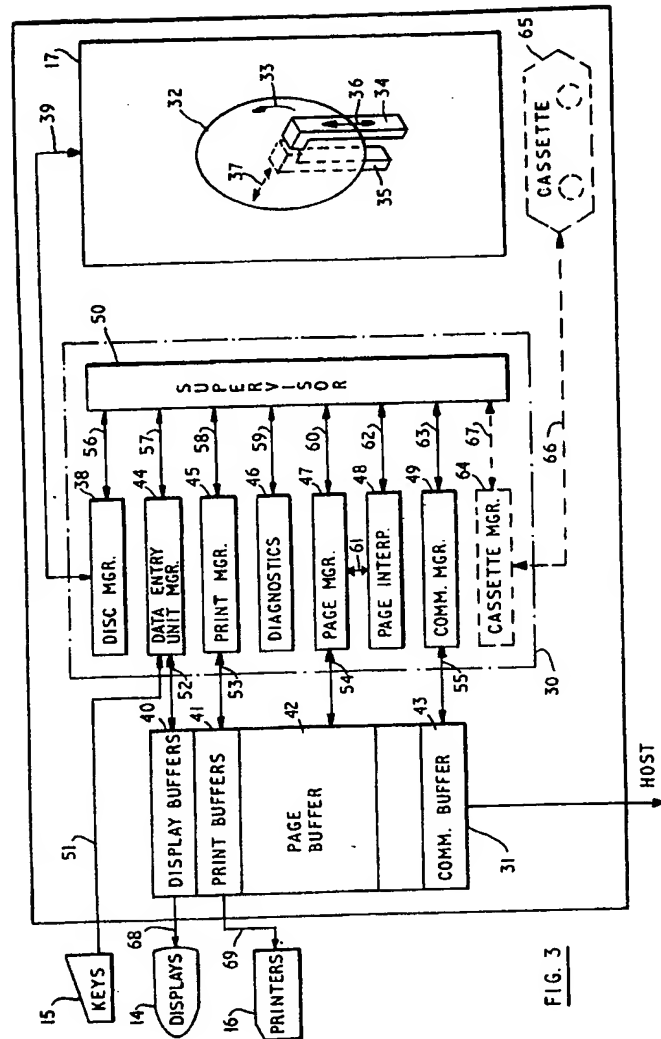 15
KEYS
51
14
DISPLAYS
68
16
PRINTERS
69
40
DISPLAY BUFFERS
41
PRINT BUFFERS
42
PAGE
BUFFER
43
COMM. BUFFER
31
HOST
52
53
54
55
38
DISC MGR.
44
DATA ENTRY
UNIT MGR.
45
PRINT MGR.
46
DIAGNOSTICS
47
PAGE MGR.
61
48
PAGE INTERP.
49
COMM. MGR.
64
CASSETTE MGR.
30
56
57
58
59
60
62
63
67
50
SUPERVISOR
39
17
32
33
37
36
34
35
66
65
CASSETTE
FIG. 3